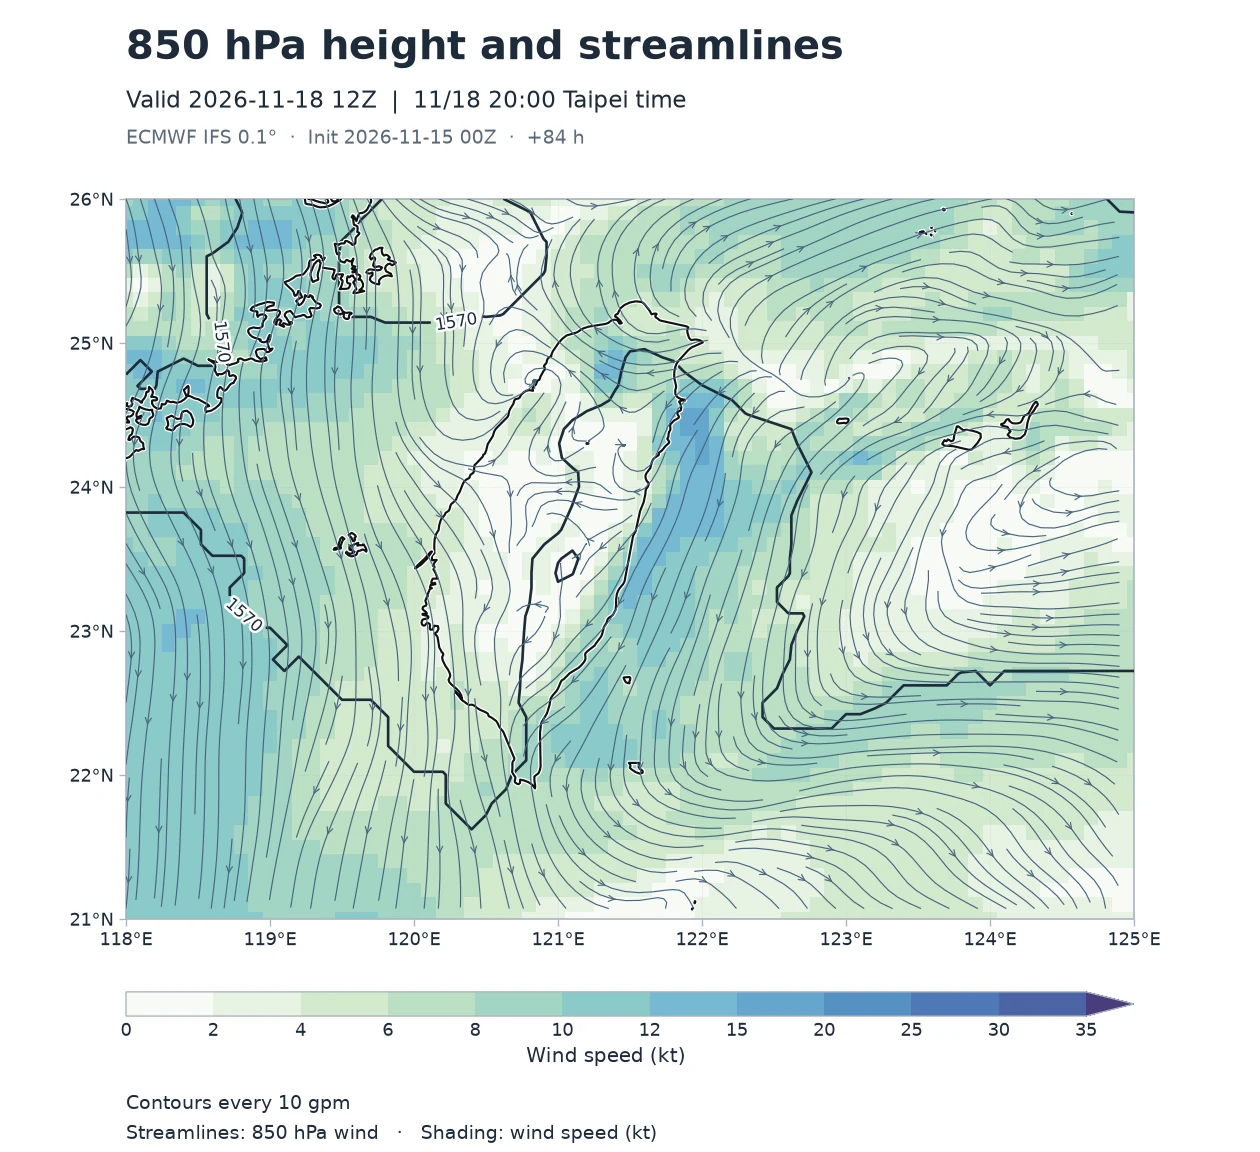 850 hPa height and streamlines
Valid 2026-11-18 12Z | 11/18 20:00 Taipei time
ECMWF IFS 0.1° · Init 2026-11-15 00Z · +84 h
26°N
25°N
24°N
23°N
22°N
21°N
1570
1570
1570
118°E 119°E 120°E 121°E 122°E 123°E 124°E 125°E
0 2 4 6 8 10 12 15 20 25 30 35
Wind speed (kt)
Contours every 10 gpm
Streamlines: 850 hPa wind · Shading: wind speed (kt)